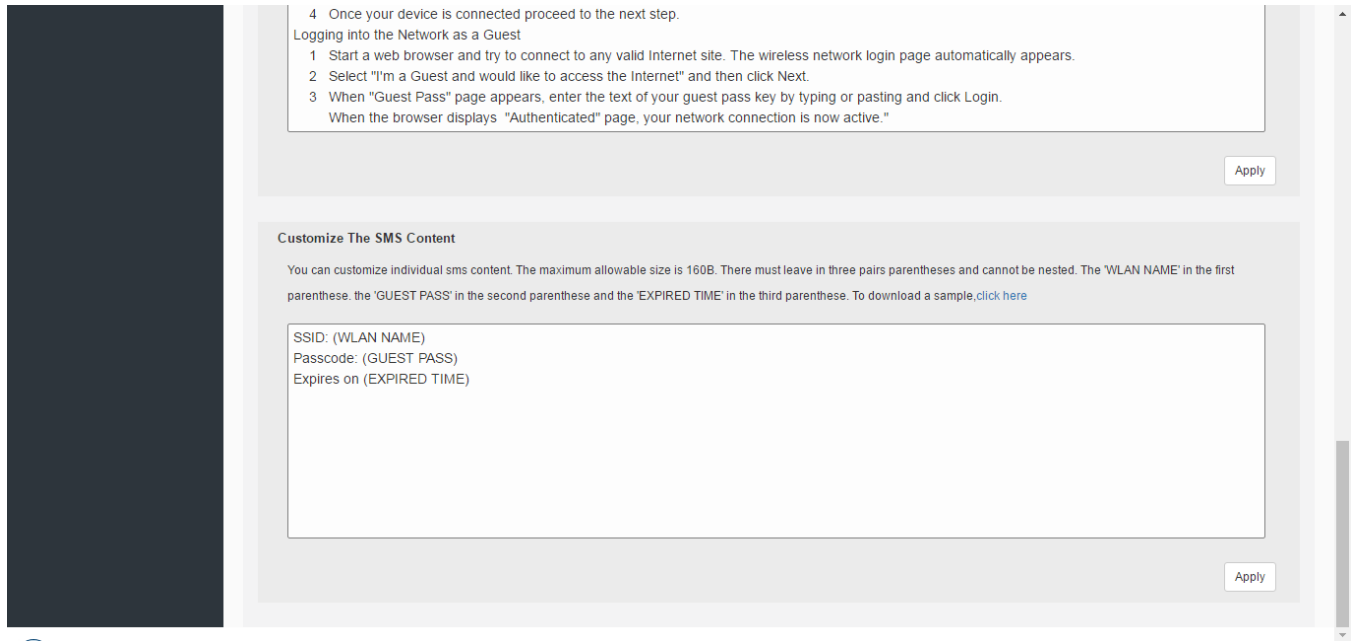 4 Once your device is connected proceed to the next step.
Logging into the Network as a Guest
1 Start a web browser and try to connect to any valid Internet site. The wireless network login page automatically appears.
2 Select "I'm a Guest and would like to access the Internet" and then click Next.
3 When "Guest Pass" page appears, enter the text of your guest pass key by typing or pasting and click Login.
When the browser displays "Authenticated" page, your network connection is now active."
Apply
Customize The SMS Content
You can customize individual sms content. The maximum allowable size is 160B. There must leave in three pairs parentheses and cannot be nested. The 'WLAN NAME' in the first
parenthese. the 'GUEST PASS' in the second parenthese and the 'EXPIRED TIME' in the third parenthese. To download a sample,click here
SSID: (WLAN NAME)
Passcode: (GUEST PASS)
Expires on (EXPIRED TIME)
Apply